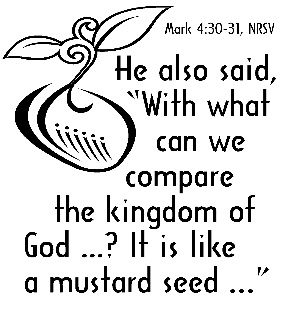 Mark 4:30-31, NRSV
He also said,
"With what
can we
compare
the kingdom of
God ...? It is like
a mustard seed ..."